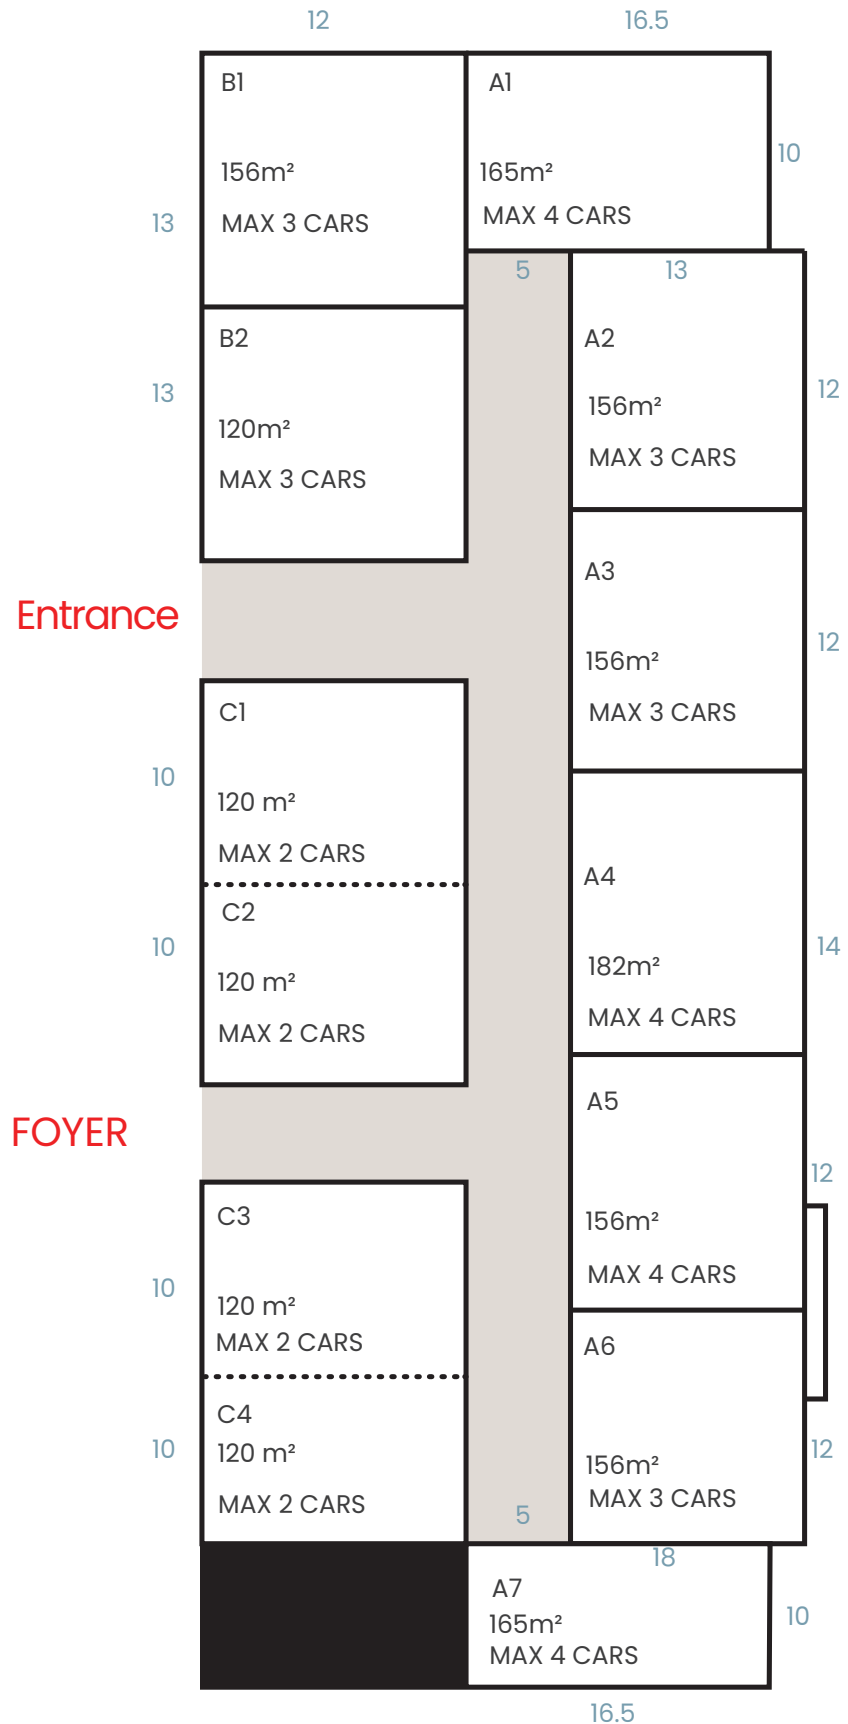 12
16.5
B1
156m²
MAX 3 CARS
13
A1
165m²
MAX 4 CARS
10
5
13
B2
120m²
MAX 3 CARS
13
A2
156m²
MAX 3 CARS
12
Entrance
A3
156m²
MAX 3 CARS
12
C1
120 m²
MAX 2 CARS
10
C2
120 m²
MAX 2 CARS
10
A4
182m²
MAX 4 CARS
14
FOYER
A5
156m²
MAX 4 CARS
12
C3
120 m²
MAX 2 CARS
10
C4
120 m²
MAX 2 CARS
10
A6
156m²
MAX 3 CARS
12
5
18
A7
165m²
MAX 4 CARS
10
16.5